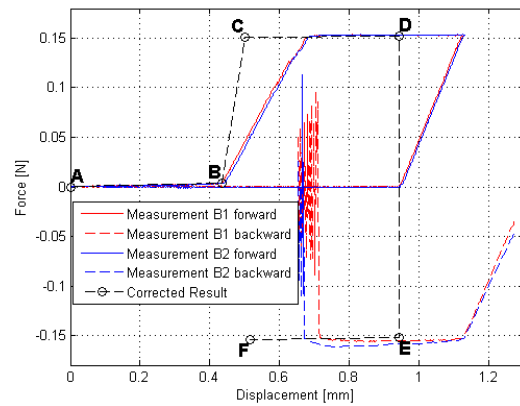 C
D
0.15
0.1
0.05
B
A
0
Force [N]
Measurement B1 forward
Measurement B1 backward
Measurement B2 forward
Measurement B2 backward
Corrected Result
-0.05
-0.1
-0.15
F
E
0 0.2 0.4 0.6 0.8 1 1.2
Displacement [mm]